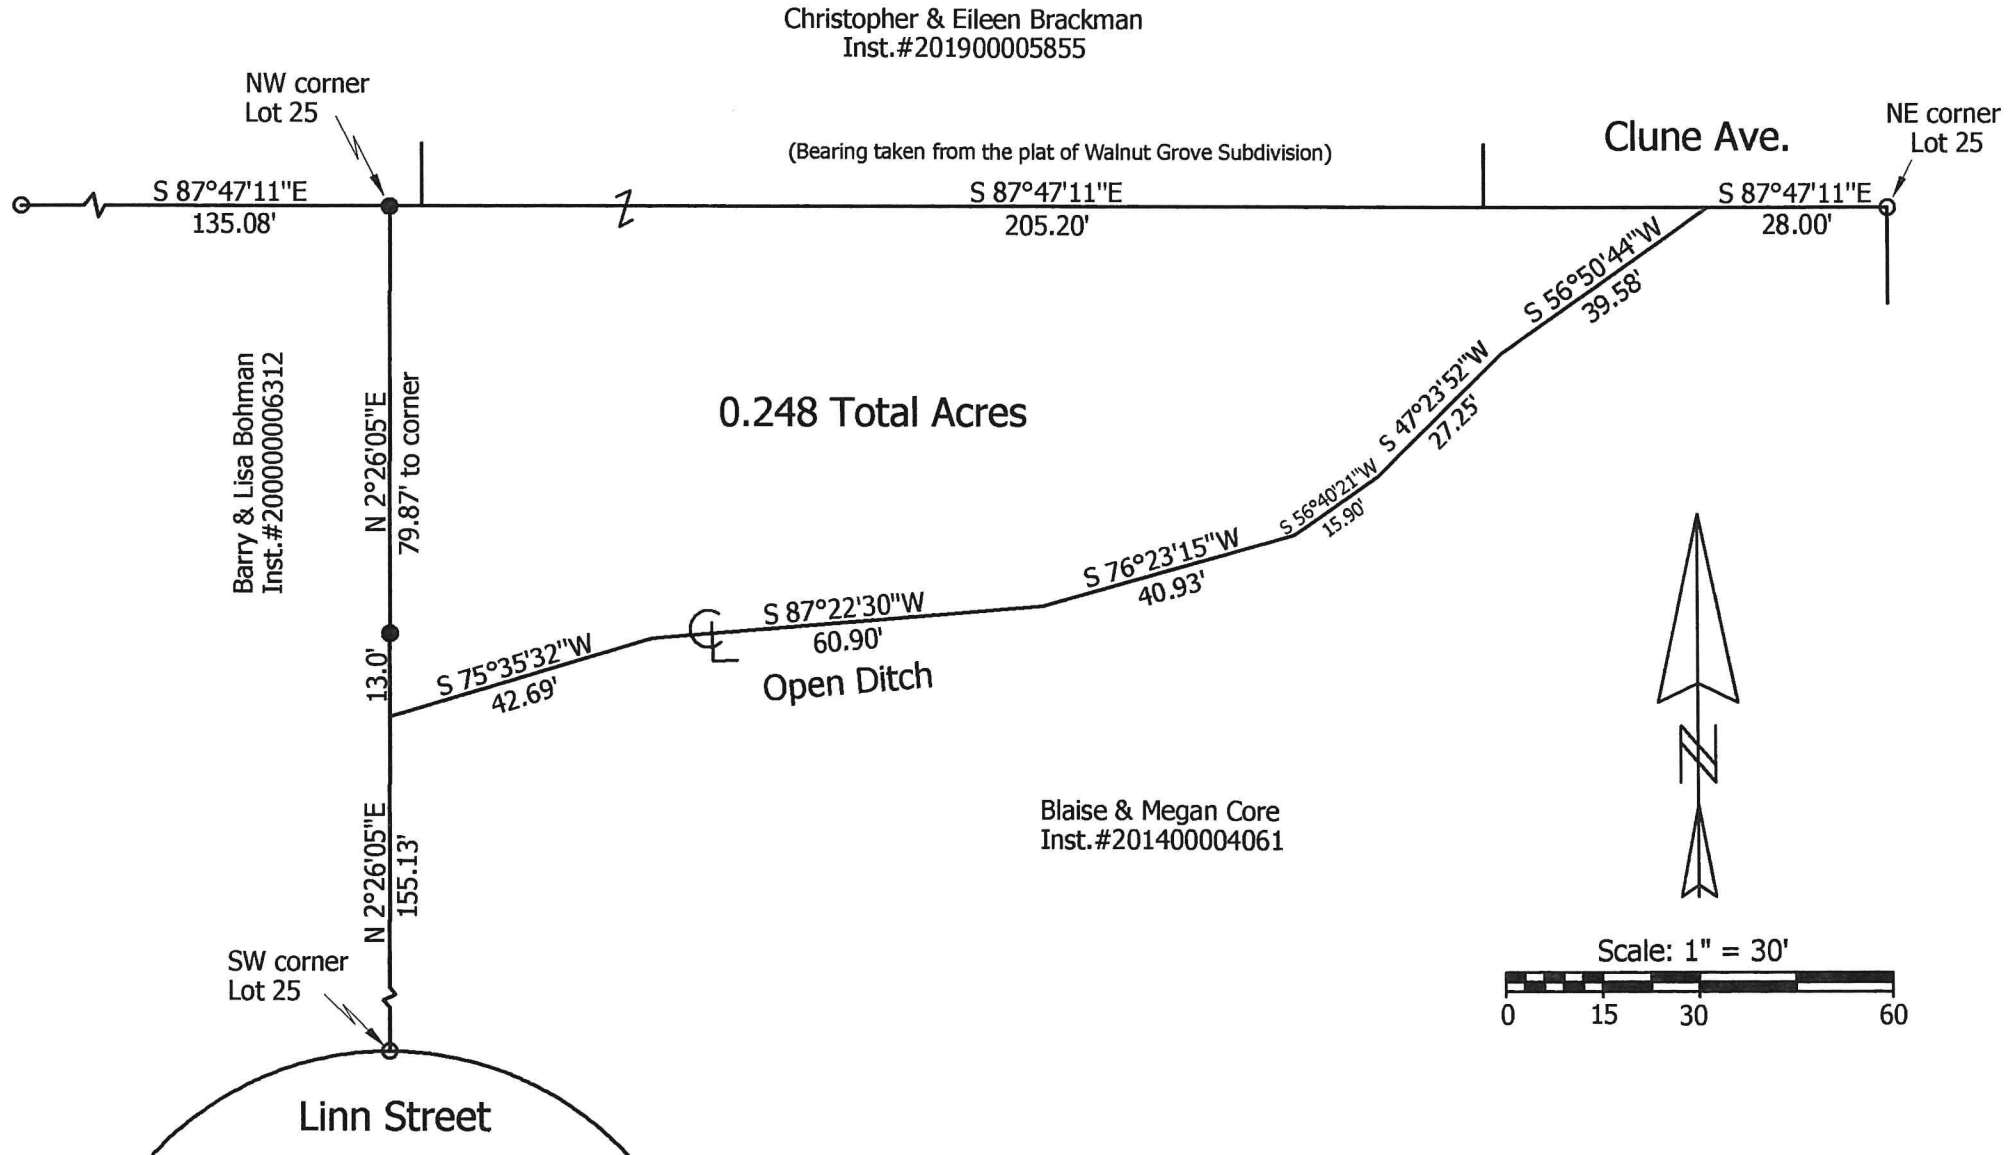 Christopher & Eileen Brackman
Inst.#201900005855
NW corner
Lot 25
NE corner
Lot 25
Clune Ave.
(Bearing taken from the plat of Walnut Grove Subdivision)
S 87°47'11"E
135.08'
S 87°47'11"E
205.20'
S 87°47'11"E
28.00'
S 56°50'44"W
39.58'
S 47°23'52"W
27.25'
S 56°40'21"W
15.90'
S 76°23'15"W
40.93'
S 87°22'30"W
60.90'
S 75°35'32"W
42.69'
CL
Open Ditch
0.248 Total Acres
Barry & Lisa Bohman
Inst.#200000006312
N 2°26'05"E
79.87' to corner
13.0'
N 2°26'05"E
155.13'
Blaise & Megan Core
Inst.#201400004061
N
SW corner
Lot 25
Linn Street
Scale: 1" = 30'
0 15 30 60